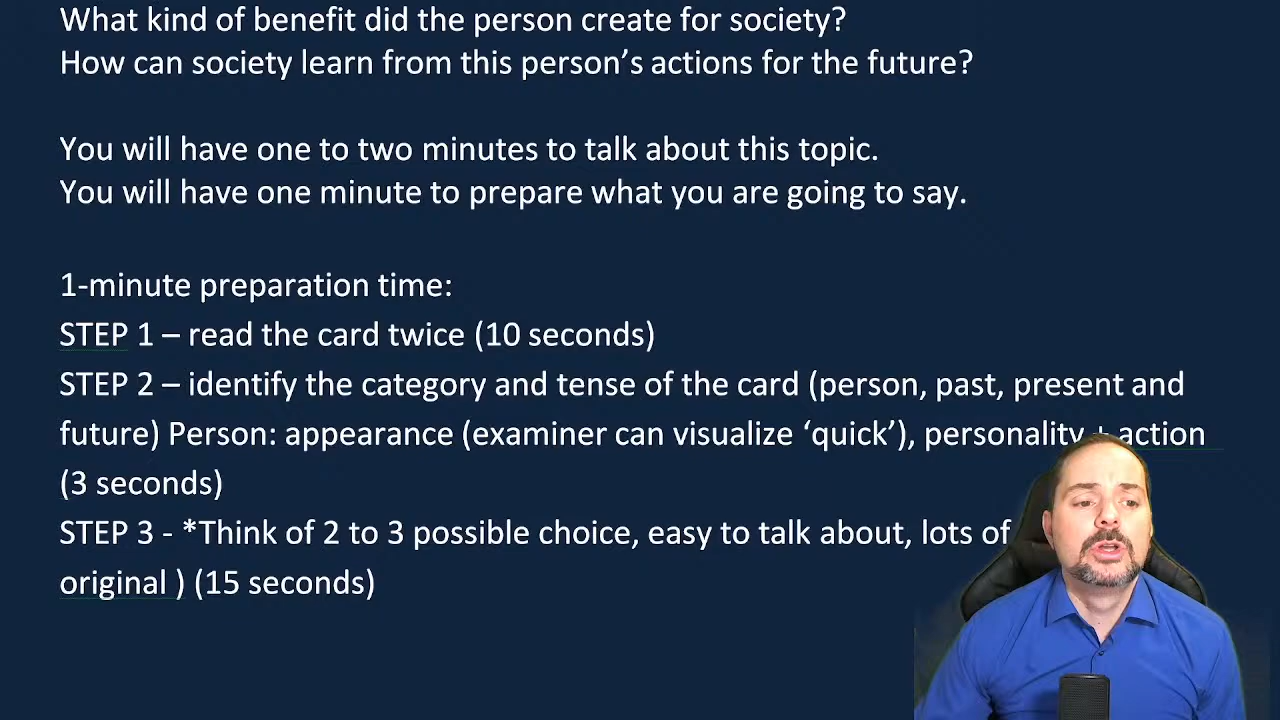 What kind of benefit did the person create for society?
How can society learn from this person's actions for the future?
You will have one to two minutes to talk about this topic.
You will have one minute to prepare what you are going to say.
1-minute preparation time:
STEP 1 – read the card twice (10 seconds)
STEP 2 – identify the category and tense of the card (person, past, present and
future) Person: appearance (examiner can visualize ‘quick’), personality + action
(3 seconds)
STEP 3 - *Think of 2 to 3 possible choice, easy to talk about, lots of
original ) (15 seconds)